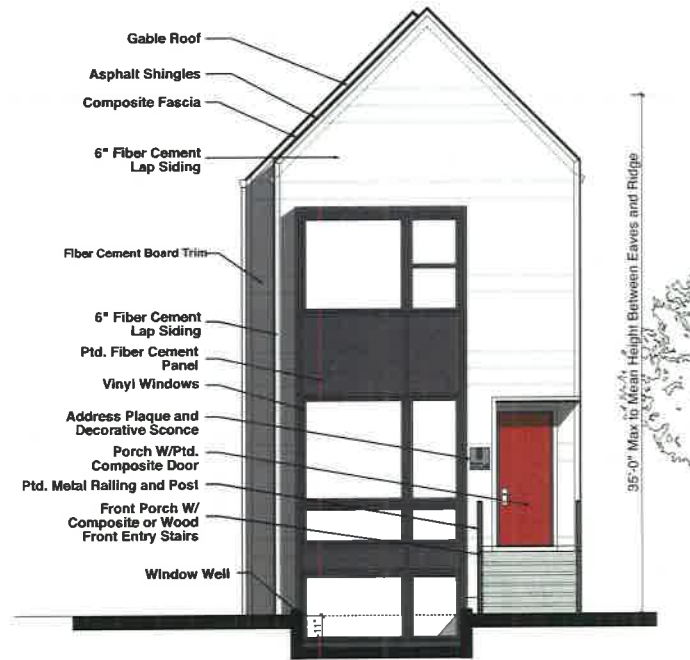 Gable Roof
Asphalt Shingles
Composite Fascia
6" Fiber Cement
Lap Siding
Fiber Cement Board Trim
6" Fiber Cement
Lap Siding
Ptd. Fiber Cement
Panel
Vinyl Windows
Address Plaque and
Decorative Sconce
Porch W/Ptd.
Composite Door
Ptd. Metal Railing and Post
Front Porch W/
Composite or Wood
Front Entry Stairs
Window Well
11"
35'-0" Max to Mean Height Between Eaves and Ridge